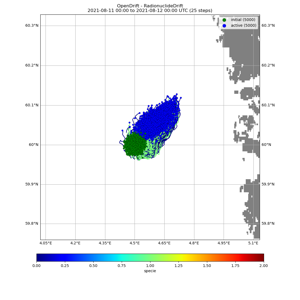 OpenDrift - RadionuclideDrift
2021-08-11 00:00 to 2021-08-12 00:00 UTC (25 steps)
initial (5000)
active (5000)
60.3°N
60.2°N
60.1°N
60°N
59.9°N
59.8°N
4.05°E 4.2°E 4.35°E 4.5°E 4.65°E 4.8°E 4.95°E 5.1°E
0.00 0.25 0.50 0.75 1.00 1.25 1.50 1.75 2.00
specie